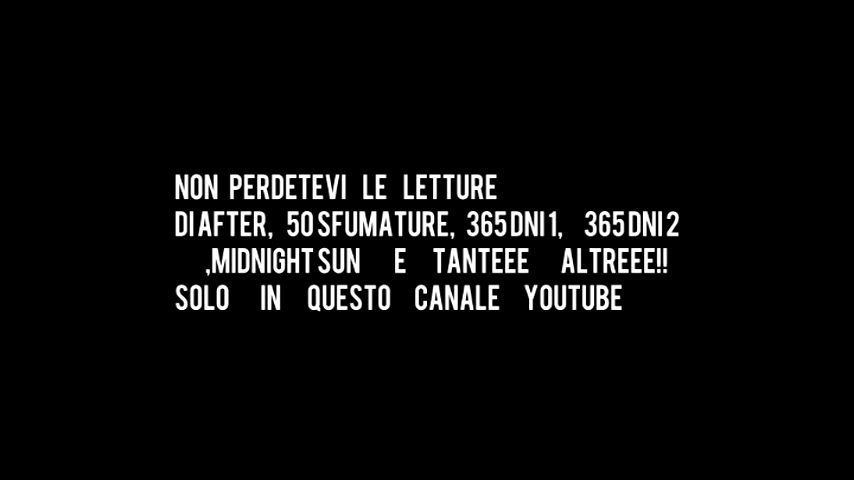 NON PERDETEVI LE LETTURE
DI AFTER, 50 SFUMATURE, 365 DNI 1, 365 DNI 2
,MIDNIGHT SUN E TANTEEE ALTREEE!!
SOLO IN QUESTO CANALE YOUTUBE